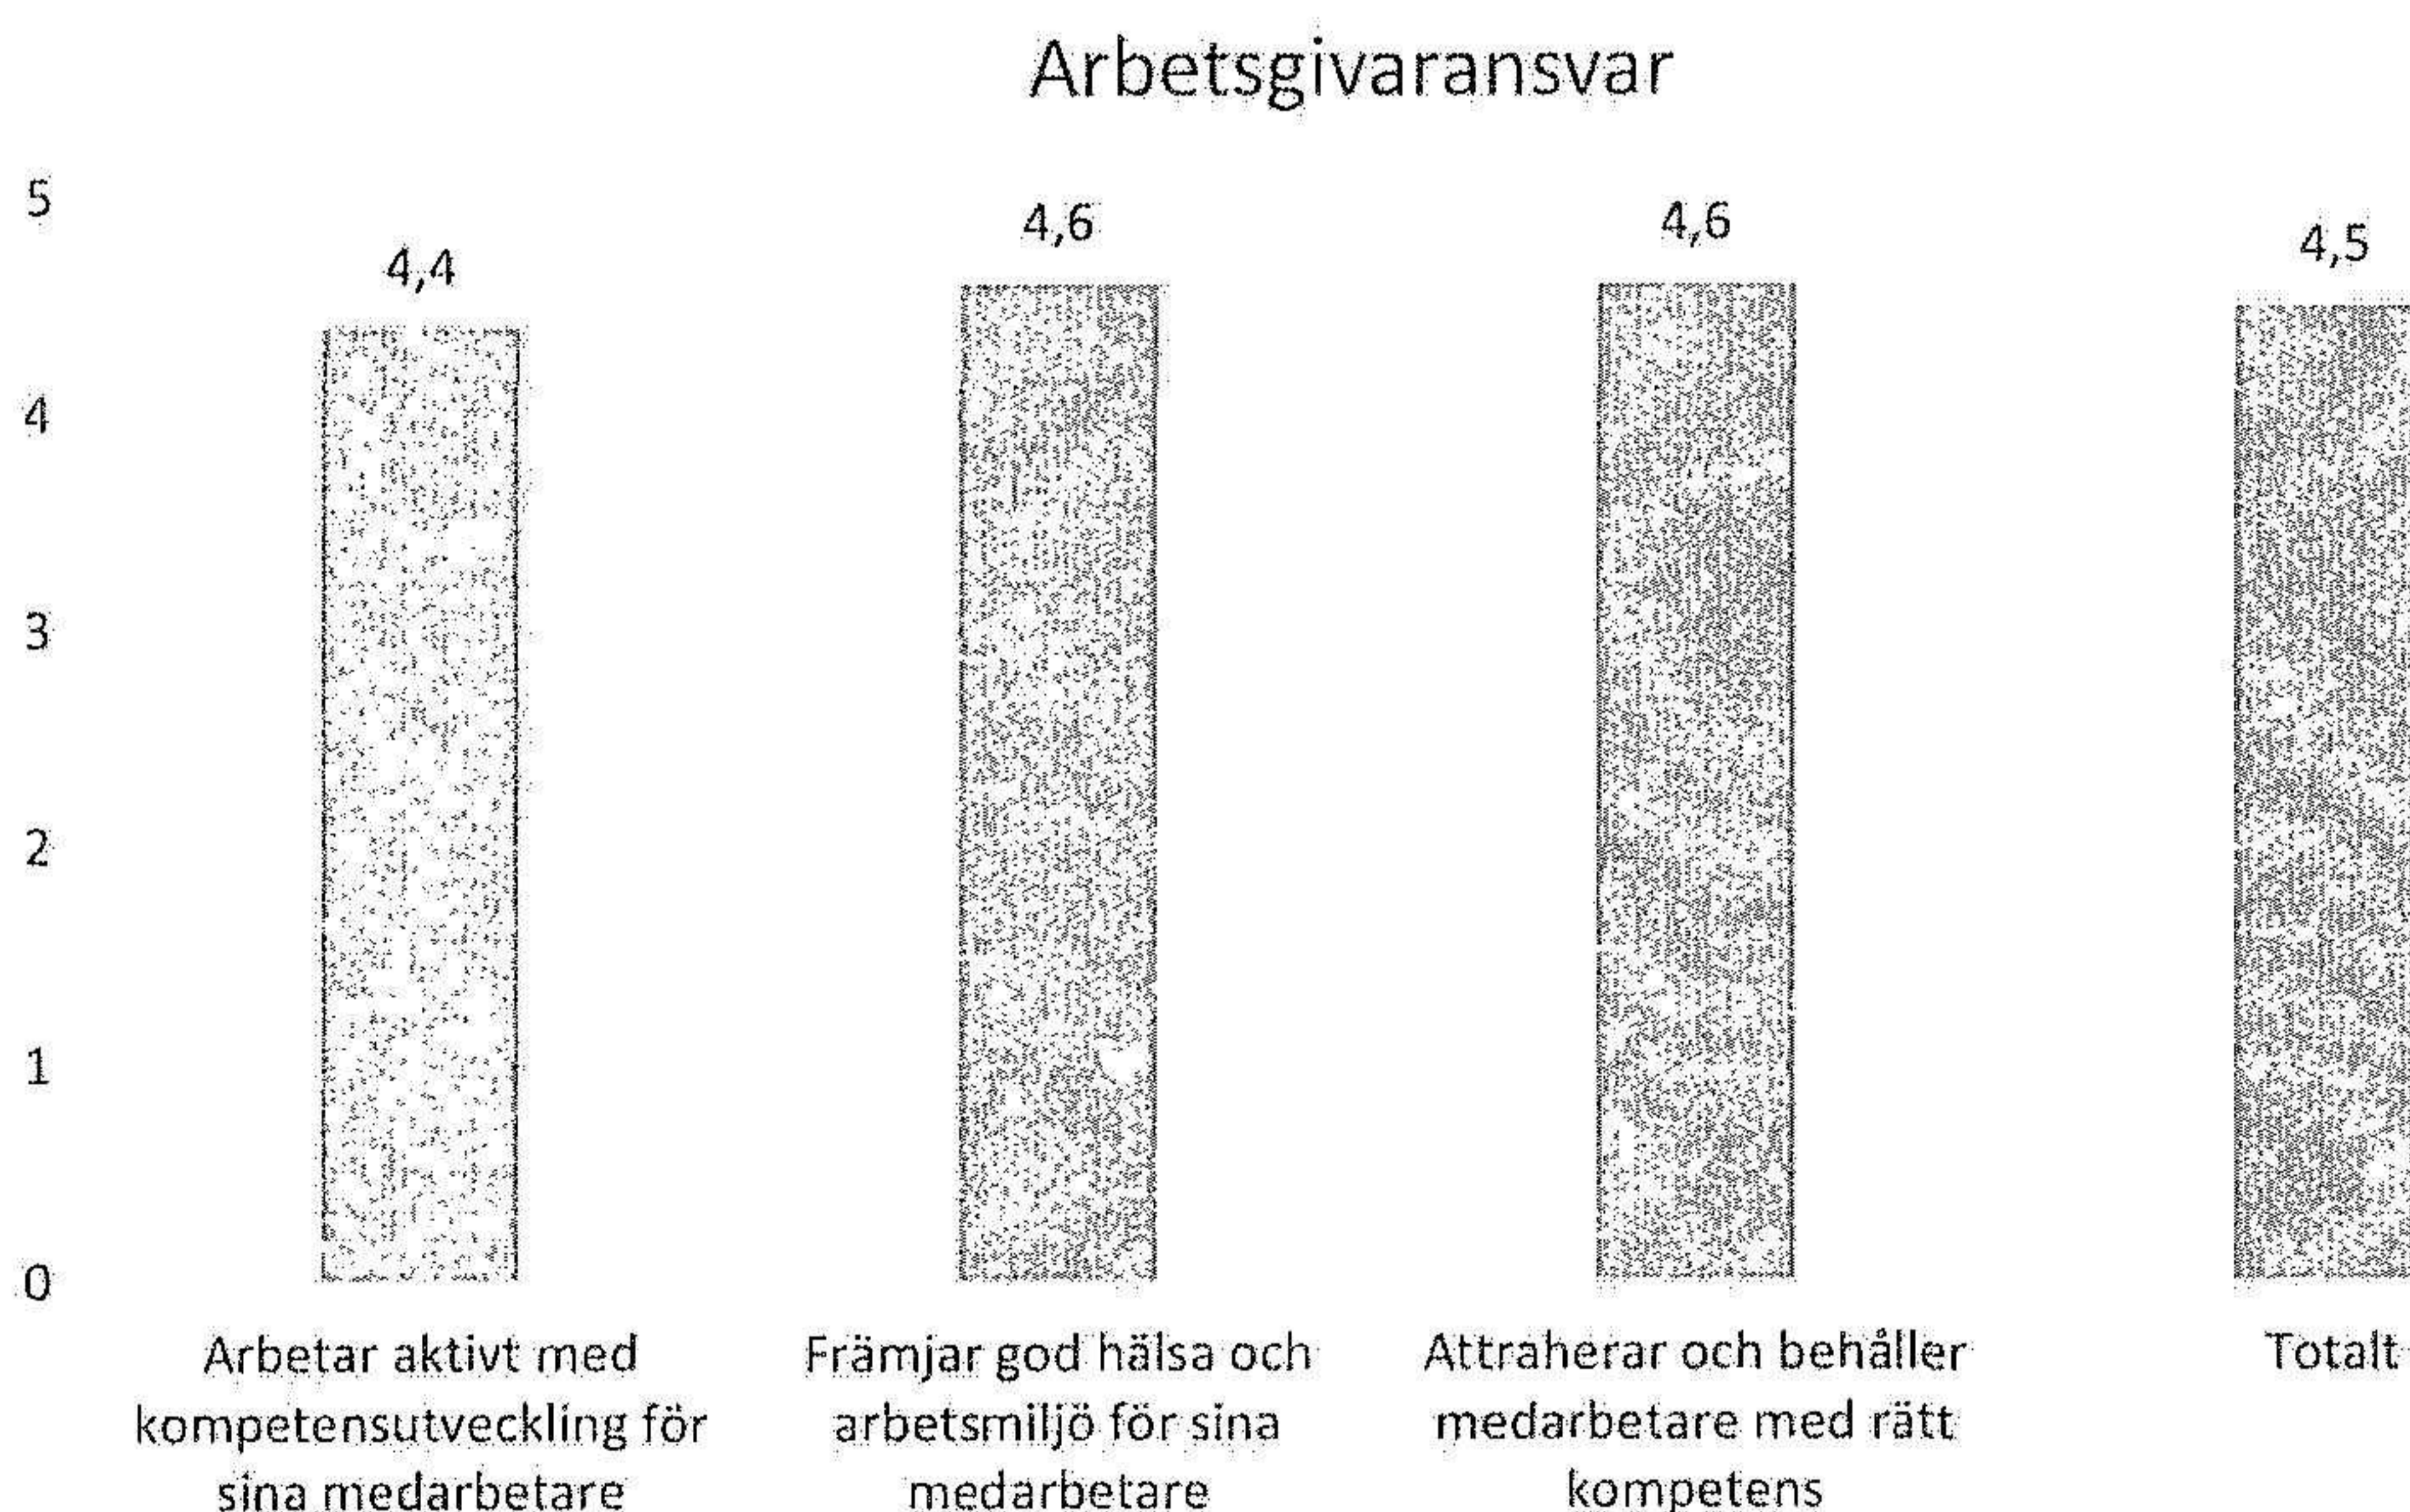 Arbetsgivaransvar
5
4
3
2
1
0
4,4
4,6
4,6
4,5
Arbetar aktivt med
kompetensutveckling för
sina medarbetare
Främjar god hälsa och
arbetsmiljö för sina
medarbetare
Attraherar och behåller
medarbetare med rätt
kompetens
Totalt